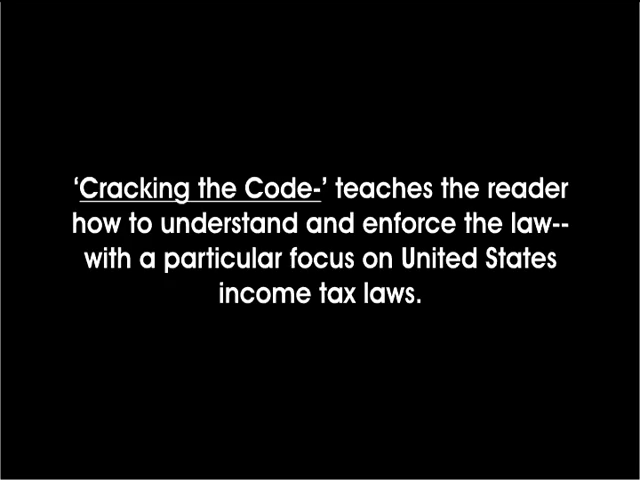 ‘Cracking the Code-’ teaches the reader
how to understand and enforce the law--
with a particular focus on United States
income tax laws.